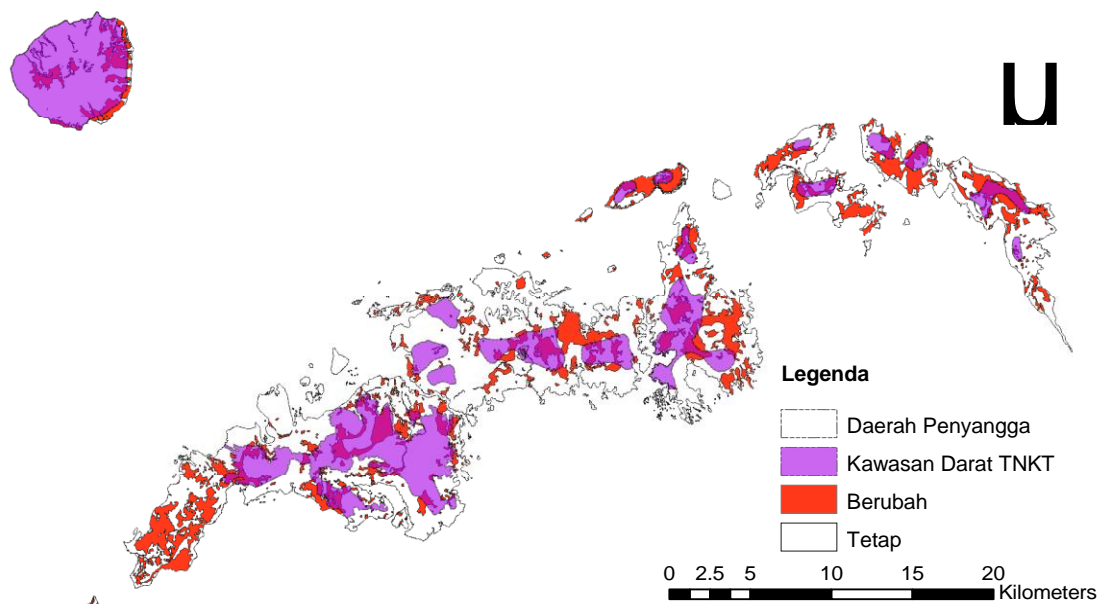 u
Legenda
Daerah Penyangga
Kawasan Darat TNKT
Berubah
Tetap
0 2.5 5 10 15 20
Kilometers